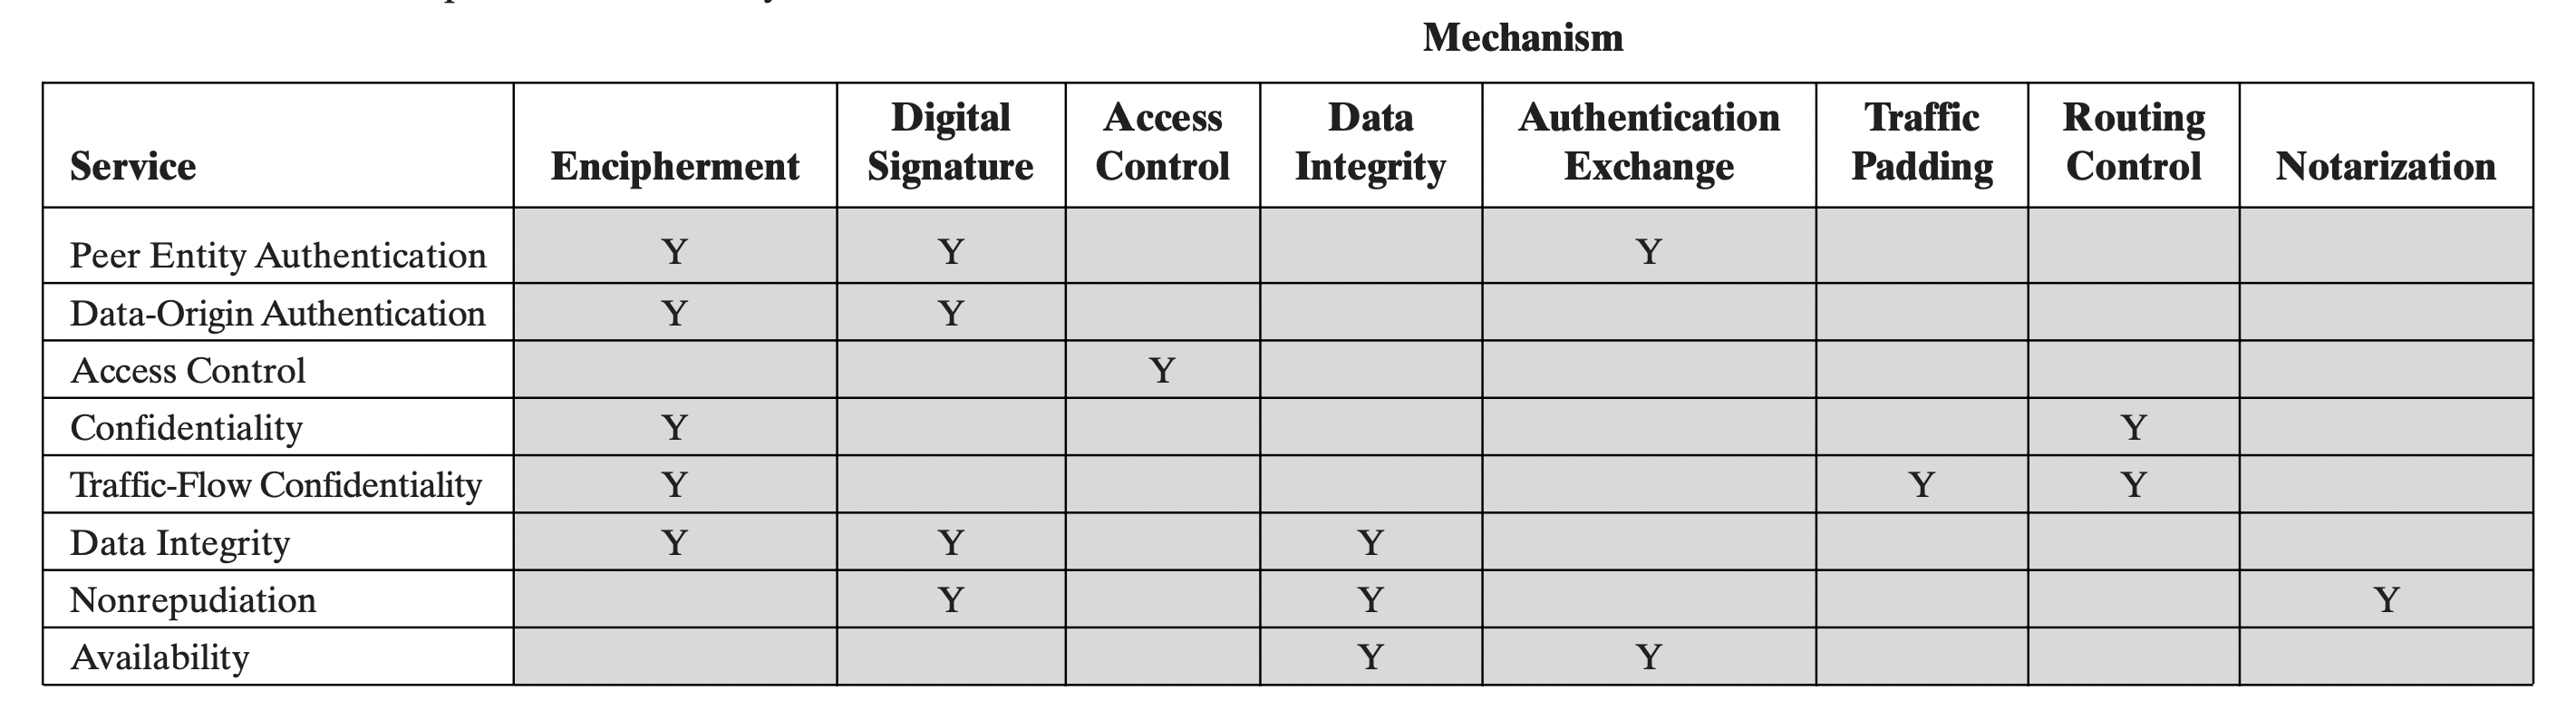 Mechanism
Service Encipherment Digital Signature Access Control Data Integrity Authentication Exchange Traffic Padding Routing Control Notarization
Peer Entity Authentication Y Y Y
Data-Origin Authentication Y Y
Access Control Y
Confidentiality Y Y
Traffic-Flow Confidentiality Y Y Y
Data Integrity Y Y Y
Nonrepudiation Y Y Y
Availability Y Y